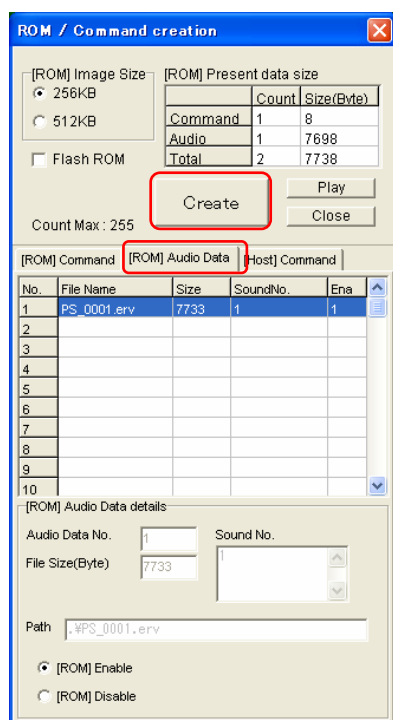 ROM / Command creation
[ROM] Image Size
256KB
512KB
Flash ROM
Count Max : 255
[ROM] Present data size
Count Size(Byte)
Command 1 8
Audio 1 7698
Total 2 7738
Create
Play
Close
[ROM] Command [ROM] Audio Data [Host] Command
No. File Name Size SoundNo. Ena
1 PS_0001.erv 7733 1 1
2
3
4
5
6
7
8
9
10
[ROM] Audio Data details
Audio Data No. 1 Sound No.
1
File Size(Byte) 7733
Path .¥PS_0001.erv
[ROM] Enable
[ROM] Disable